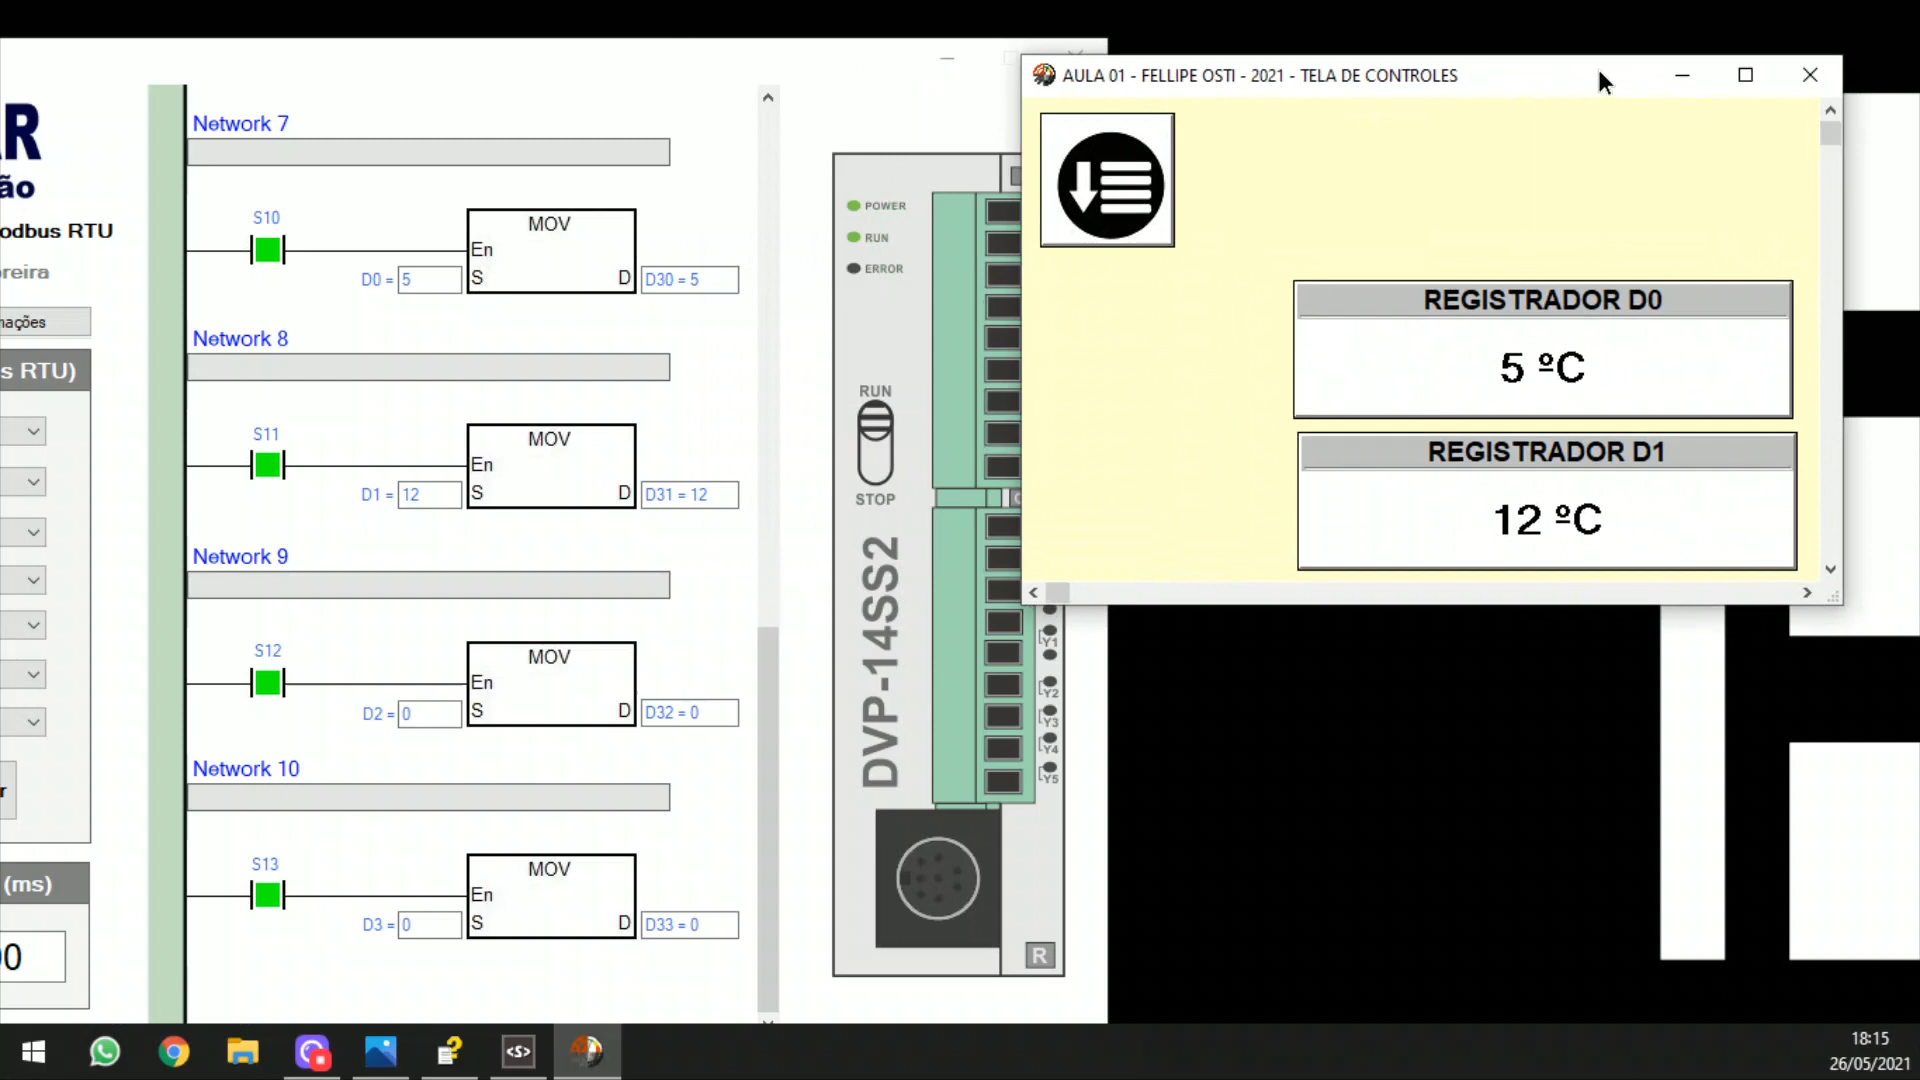 AR
ão
odbus RTU
reira
mações
s RTU)
r
(ms)
00
Network 7
S10
MOV
En
D0 = 5
S
D
D30 = 5
Network 8
S11
MOV
En
D1 = 12
S
D
D31 = 12
Network 9
S12
MOV
En
D2 = 0
S
D
D32 = 0
Network 10
S13
MOV
En
D3 = 0
S
D
D33 = 0
POWER
RUN
ERROR
RUN
STOP
DVP-14SS2
Y1
Y2
Y3
Y4
Y5
R
AULA 01 - FELLIPE OSTI - 2021 - TELA DE CONTROLES
REGISTRADOR D0
5 ºC
REGISTRADOR D1
12 ºC
18:15
26/05/2021